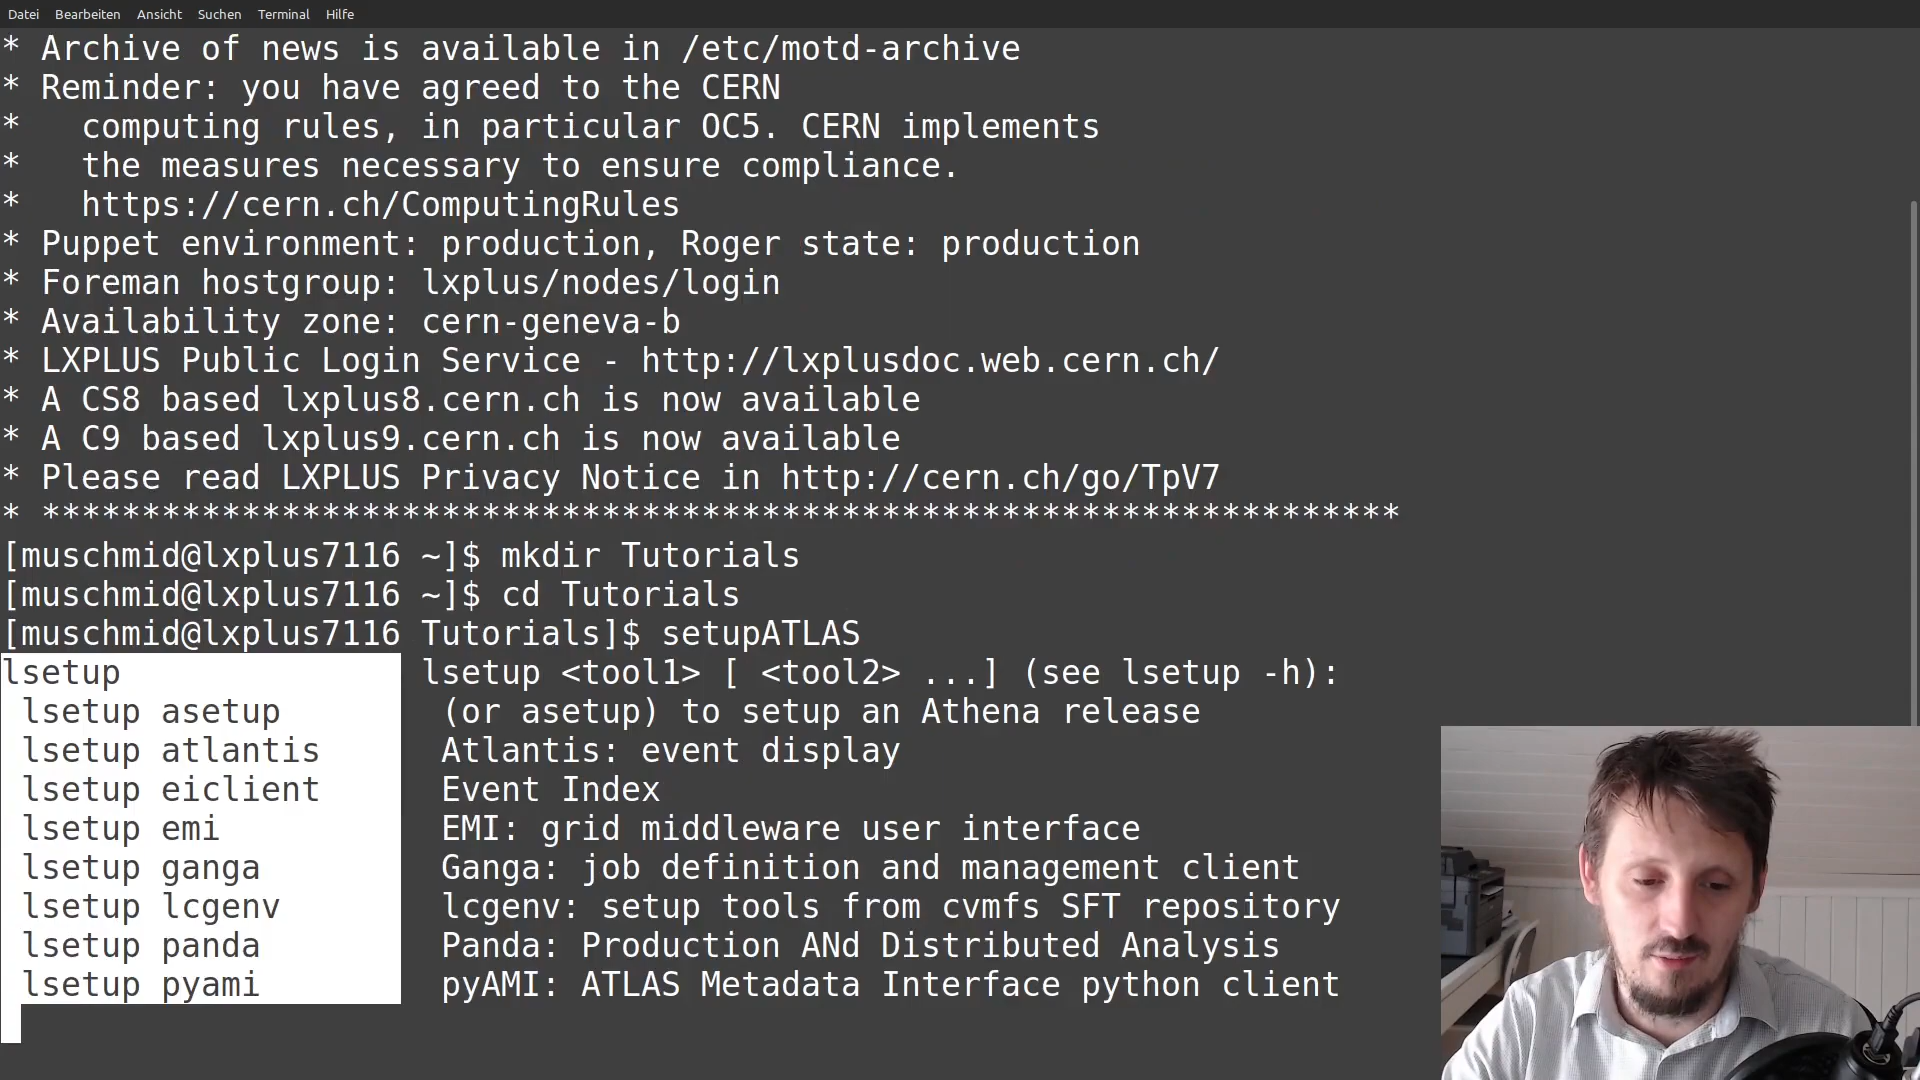 Datei Bearbeiten Ansicht Suchen Terminal Hilfe
* Archive of news is available in /etc/motd-archive
* Reminder: you have agreed to the CERN
*   computing rules, in particular OC5. CERN implements
*   the measures necessary to ensure compliance.
*   https://cern.ch/ComputingRules
* Puppet environment: production, Roger state: production
* Foreman hostgroup: lxplus/nodes/login
* Availability zone: cern-geneva-b
* LXPLUS Public Login Service - http://lxplusdoc.web.cern.ch/
* A CS8 based lxplus8.cern.ch is now available
* A C9 based lxplus9.cern.ch is now available
* Please read LXPLUS Privacy Notice in http://cern.ch/go/TpV7
* ********************************************************************
[muschmid@lxplus7116 ~]$ mkdir Tutorials
[muschmid@lxplus7116 ~]$ cd Tutorials
[muschmid@lxplus7116 Tutorials]$ setupATLAS
lsetup               lsetup <tool1> [ <tool2> ...] (see lsetup -h):
 lsetup asetup        (or asetup) to setup an Athena release
 lsetup atlantis      Atlantis: event display
 lsetup eiclient      Event Index
 lsetup emi           EMI: grid middleware user interface
 lsetup ganga         Ganga: job definition and management client
 lsetup lcgenv        lcgenv: setup tools from cvmfs SFT repository
 lsetup panda         Panda: Production ANd Distributed Analysis
 lsetup pyami         pyAMI: ATLAS Metadata Interface python client